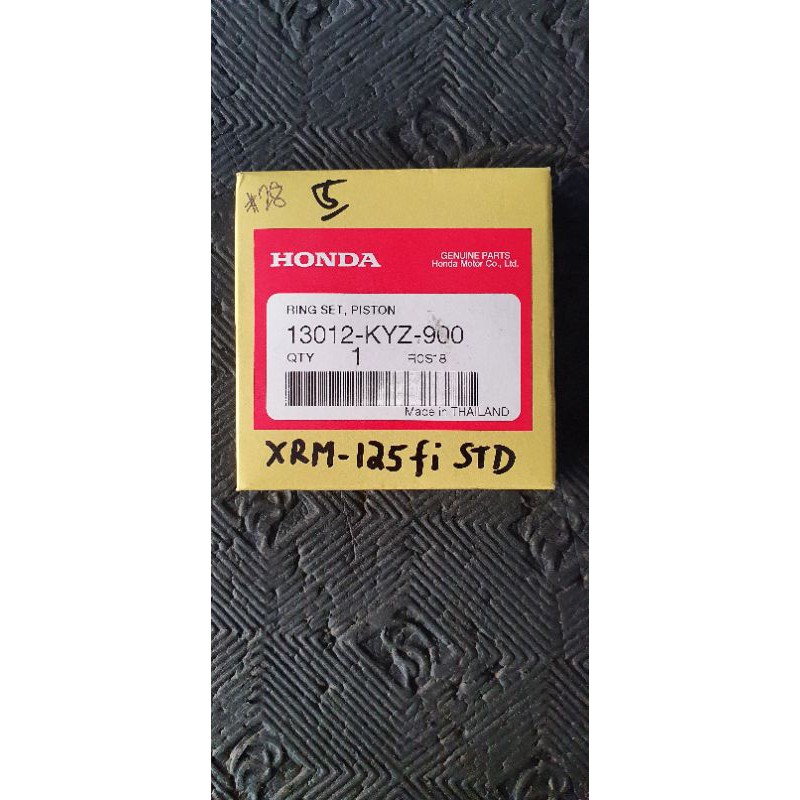 #78 5
HONDA
GENUINE PARTS
Honda Motor Co., Ltd.
RING SET, PISTON
13012-KYZ-900
QTY 1
Made in THAILAND
XRM-125fi STD